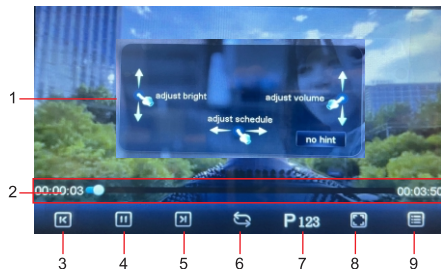 1
adjust bright
adjust volume
adjust schedule
no hint
2
00:00:03
00:03:50
P 123
3 4 5 6 7 8 9